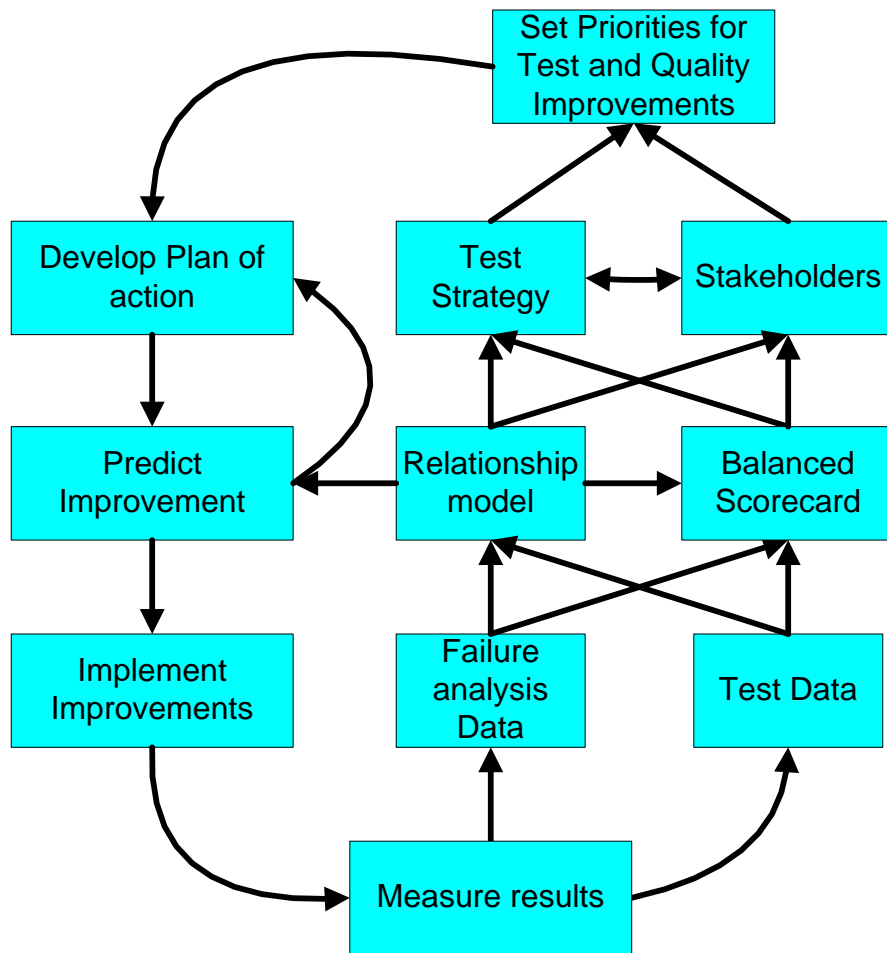 Set Priorities for
Test and Quality
Improvements
Develop Plan of
action
Test
Strategy
Stakeholders
Predict
Improvement
Relationship
model
Balanced
Scorecard
Implement
Improvements
Failure
analysis
Data
Test Data
Measure results